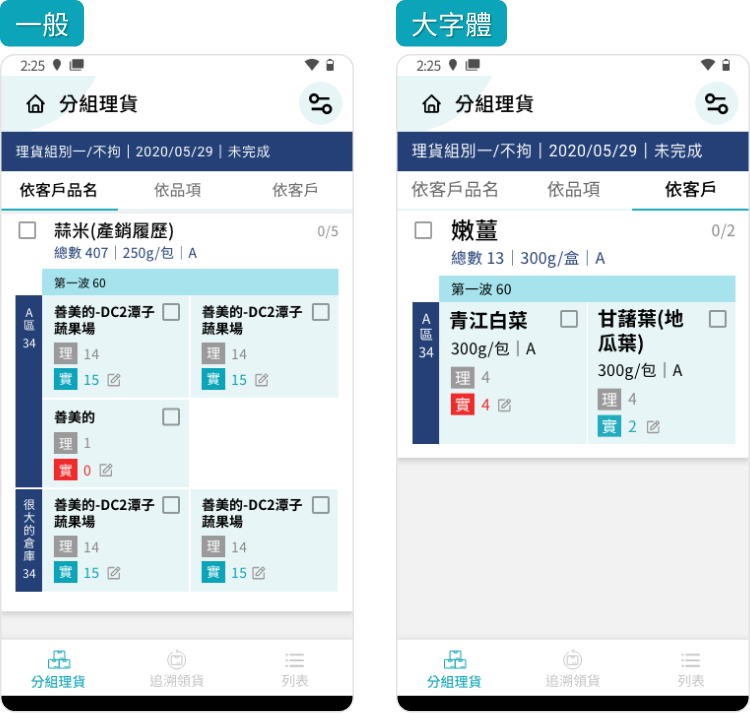 一般
2:25
分組理貨
理貨組別一/不拘｜2020/05/29｜未完成
依客戶品名
依品項
依客戶
蒜米(產銷履歷)
0/5
總數 407｜250g/包｜A
第一波 60
A
區
34
善美的-DC2潭子
蔬果場
理 14
實 15
善美的-DC2潭子
蔬果場
理 14
實 15
善美的
理 1
實 0
很
大
的
倉
庫
34
善美的-DC2潭子
蔬果場
理 14
實 15
善美的-DC2潭子
蔬果場
理 14
實 15
分組理貨
追溯領貨
列表
大字體
2:25
分組理貨
理貨組別一/不拘｜2020/05/29｜未完成
依客戶品名
依品項
依客戶
嫩薑
0/2
總數 13｜300g/盒｜A
第一波 60
A
區
34
青江白菜
300g/包｜A
理 4
實 4
甘藷葉(地
瓜葉)
300g/包｜A
理 4
實 2
分組理貨
追溯領貨
列表